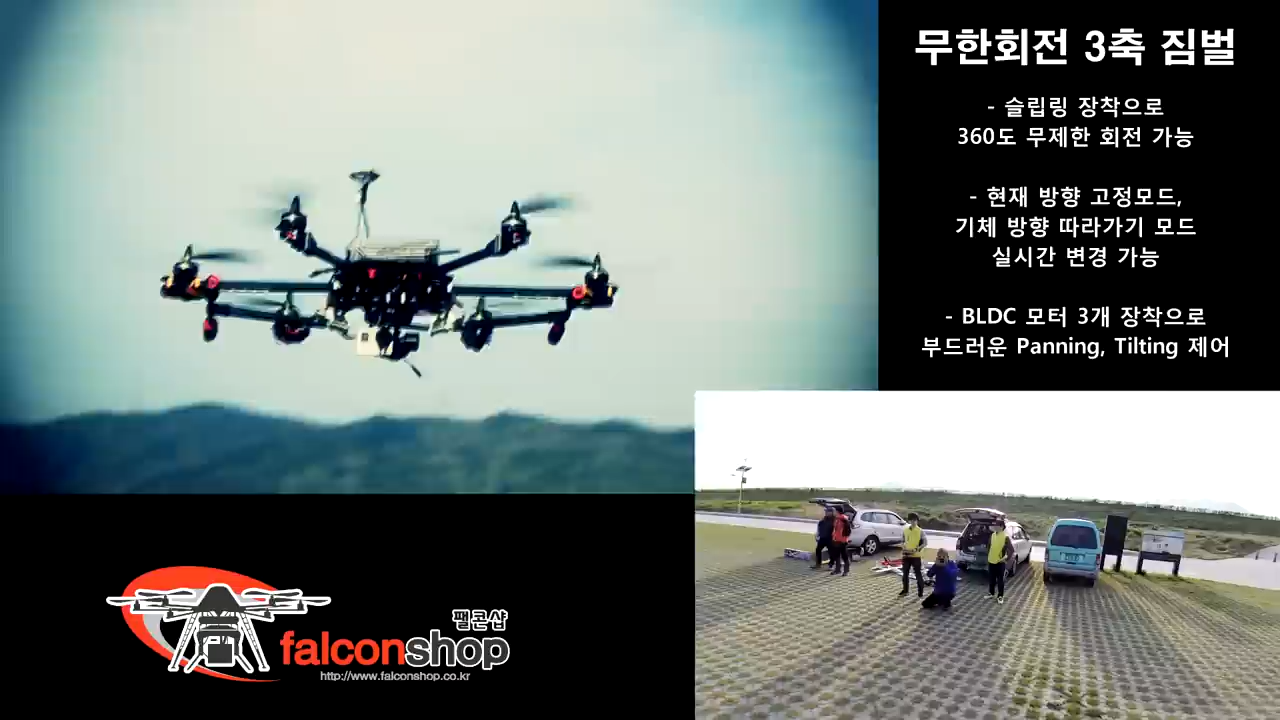 무한회전 3축 짐벌
- 슬립링 장착으로
360도 무제한 회전 가능
- 현재 방향 고정모드,
기체 방향 따라가기 모드
실시간 변경 가능
- BLDC 모터 3개 장착으로
부드러운 Panning, Tilting 제어
팰콘샵
falconshop
http://www.falconshop.co.kr